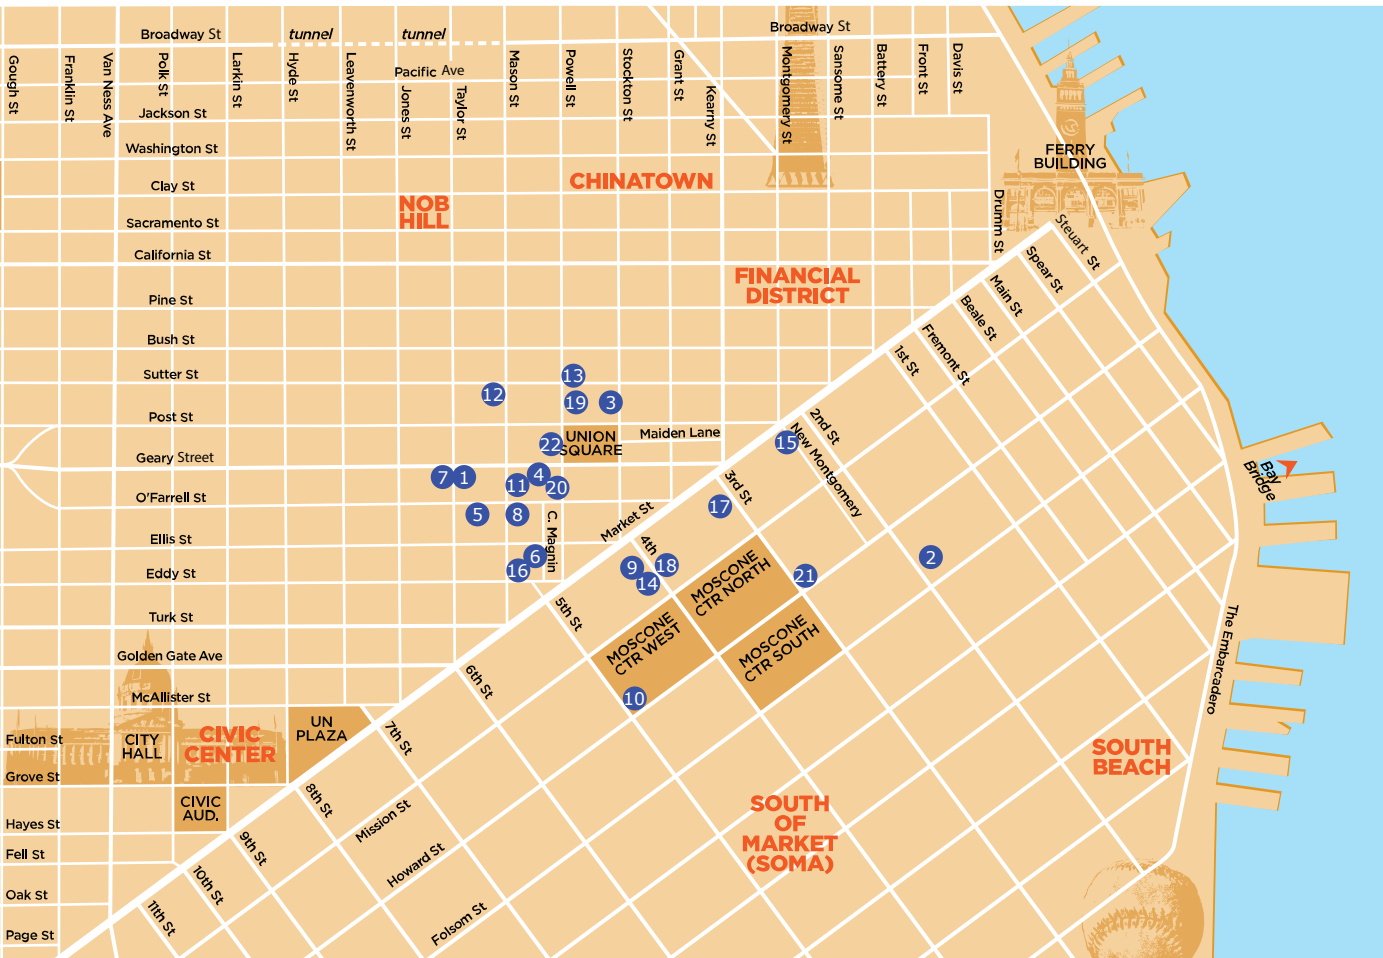 Broadway St
tunnel
tunnel
Broadway St
Gough St
Franklin St
Van Ness Ave
Polk St
Larkin St
Hyde St
Leavenworth St
Pacific Ave
Jones St
Taylor St
Mason St
Powell St
Stockton St
Grant St
Kearny St
Montgomery St
Sansome St
Battery St
Front St
Davis St
Jackson St
Washington St
FERRY
BUILDING
Clay St
CHINATOWN
NOB
HILL
Sacramento St
Drumm St
Steuart St
California St
Spear St
FINANCIAL
DISTRICT
Main St
Pine St
Beale St
Bush St
Fremont St
1st St
Sutter St
13
12
19
3
Post St
2nd St
New Montgomery
15
22
UNION
SQUARE
Maiden Lane
Geary Street
Bay
Bridge
7
1
4
11
20
3rd St
O'Farrell St
17
5
8
Market St
C. Magnin
Ellis St
4th
6
16
9
18
14
2
21
Eddy St
MOSCONE
CTR NORTH
5th St
Turk St
MOSCONE
CTR WEST
MOSCONE
CTR SOUTH
The Embarcadero
Golden Gate Ave
6th St
McAllister St
10
7th St
UN
PLAZA
Fulton St
CITY
HALL
CIVIC
CENTER
SOUTH
BEACH
Grove St
8th St
CIVIC
AUD.
Mission St
SOUTH
OF
MARKET
(SOMA)
Hayes St
9th St
Howard St
Fell St
10th St
Oak St
11th St
Folsom St
Page St